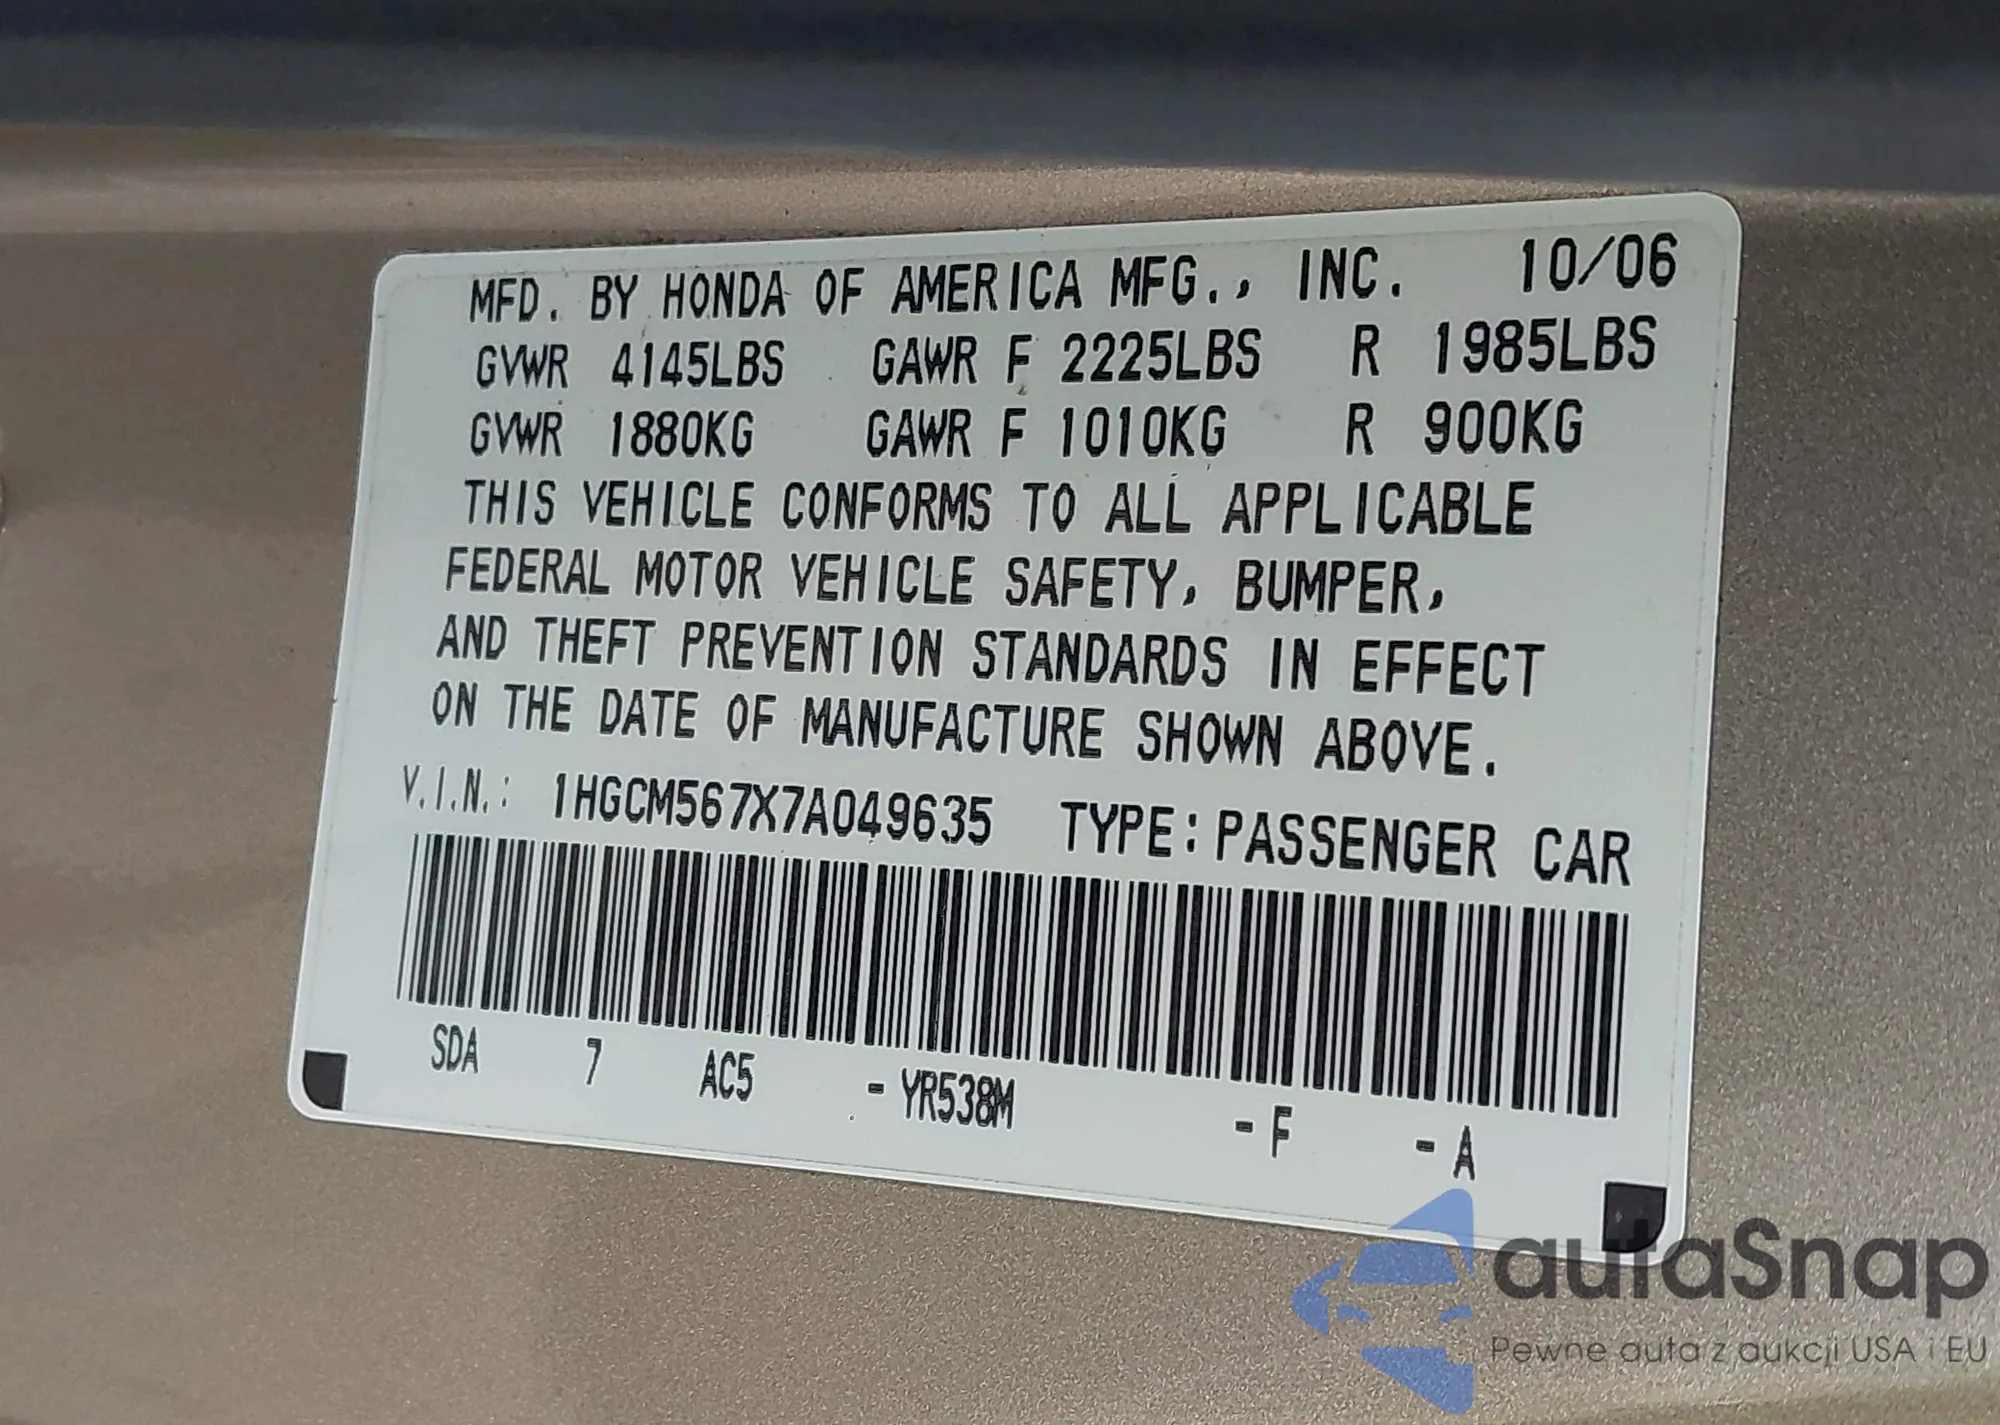 MFD. BY HONDA OF AMERICA MFG., INC. 10/06
GVWR 4145LBS GAWR F 2225LBS R 1985LBS
GVWR 1880KG GAWR F 1010KG R 900KG
THIS VEHICLE CONFORMS TO ALL APPLICABLE
FEDERAL MOTOR VEHICLE SAFETY, BUMPER,
AND THEFT PREVENTION STANDARDS IN EFFECT
ON THE DATE OF MANUFACTURE SHOWN ABOVE.
V.I.N.: 1HGCM567X7A049635 TYPE: PASSENGER CAR
SDA 7 AC5 - YR538M - F - A
autaSnap
Pewne auta z aukcji USA i EU